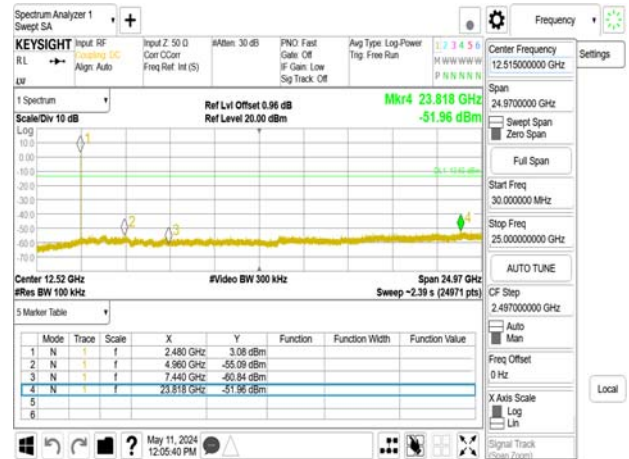 Spectrum Analyzer 1
Swept SA
Frequency
KEYSIGHT
RL
Input: RF
Coupling: DC
Align: Auto
Input Z: 50 Ω
Corr CCorr
Freq Ref: Int (S)
#Atten: 30 dB
PNO: Fast
Gate: Off
IF Gain: Low
Sig Track: Off
Avg Type: Log-Power
Trig: Free Run
1 2 3 4 5 6
M W W W W W
P N N N N N
1 Spectrum
Scale/Div 10 dB
Ref Lvl Offset 0.96 dB
Ref Level 20.00 dBm
Mkr4 23.818 GHz
-51.96 dBm
Log
10.0
0.00
-10.0
-20.0
-30.0
-40.0
-50.0
-60.0
-70.0
1
2
3
4
Center 12.52 GHz
#Res BW 100 kHz
#Video BW 300 kHz
Span 24.97 GHz
Sweep ~2.39 s (24971 pts)
5 Marker Table
Mode Trace Scale X Y Function Function Width Function Value
1 N 1 f 2.480 GHz 3.08 dBm
2 N 1 f 4.960 GHz -55.09 dBm
3 N 1 f 7.440 GHz -60.84 dBm
4 N 1 f 23.818 GHz -51.96 dBm
5
6
May 11, 2024
12:05:40 PM
Center Frequency
12.515000000 GHz
Settings
Span
24.9700000 GHz
Swept Span
Zero Span
Full Span
Start Freq
30.000000 MHz
Stop Freq
25.000000000 GHz
AUTO TUNE
CF Step
2.497000000 GHz
Auto
Man
Freq Offset
0 Hz
X Axis Scale
Log
Lin
Local
Signal Track
(Span Zoom)